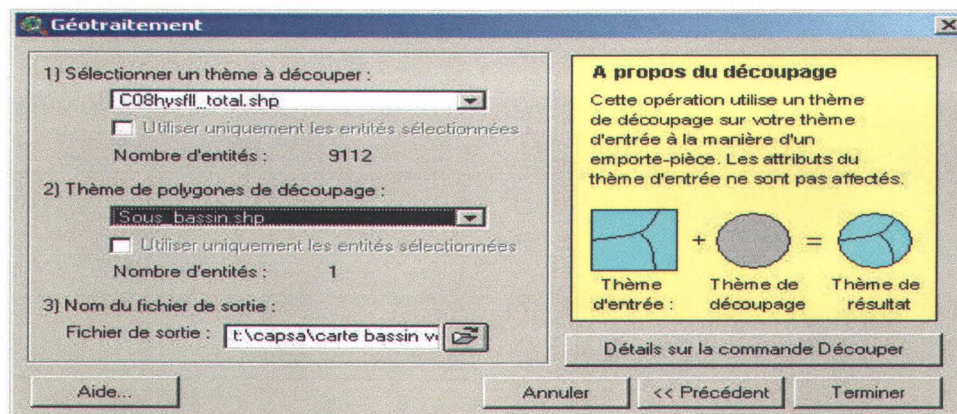 Géotraitement
1) Sélectionner un thème à découper :
C08hysfll_total.shp
Utiliser uniquement les entités sélectionnées
Nombre d'entités : 9112
2) Thème de polygones de découpage :
Sous_bassin.shp
Utiliser uniquement les entités sélectionnées
Nombre d'entités : 1
3) Nom du fichier de sortie :
Fichier de sortie : t:\capsa\carte bassin v
A propos du découpage
Cette opération utilise un thème
de découpage sur votre thème
d'entrée à la manière d'un
emporte-pièce. Les attributs du
thème d'entrée ne sont pas affectés.
+ =
Thème Thème de Thème de
d'entrée : découpage résultat
Détails sur la commande Découper
Aide... Annuler << Précédent Terminer